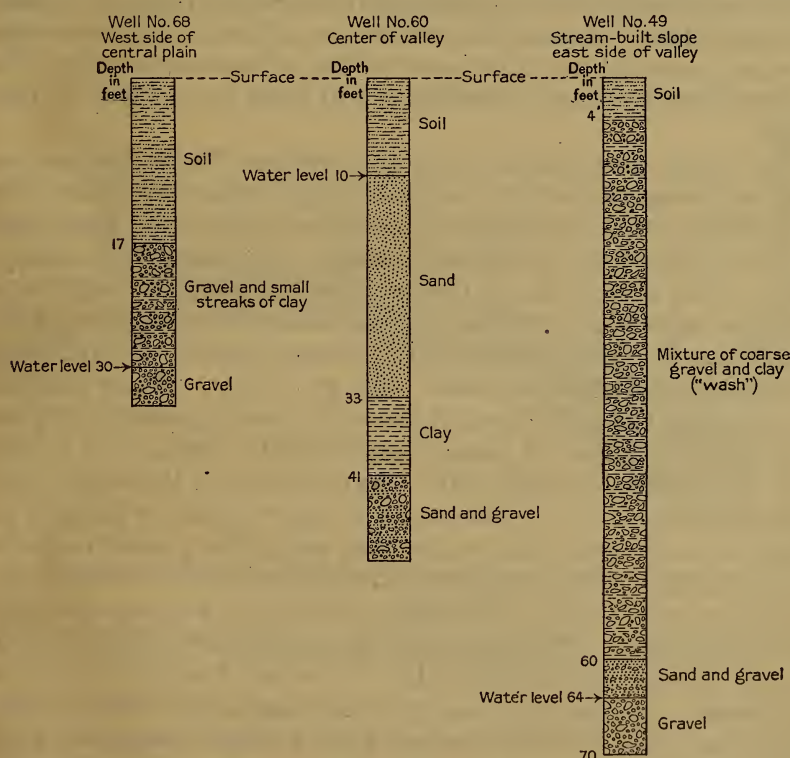 Well No. 68
West side of
central plain
Depth
in
feet
Surface
Soil
17
Gravel and small
streaks of clay
Water level 30
Gravel
Well No. 60
Center of valley
Depth
in
feet
Surface
Soil
Water level 10
Sand
33
Clay
41
Sand and gravel
Well No. 49
Stream-built slope
east side of valley
Depth
in
feet
Soil
4
Mixture of coarse
gravel and clay
("wash")
60
Sand and gravel
Water level 64
Gravel
70